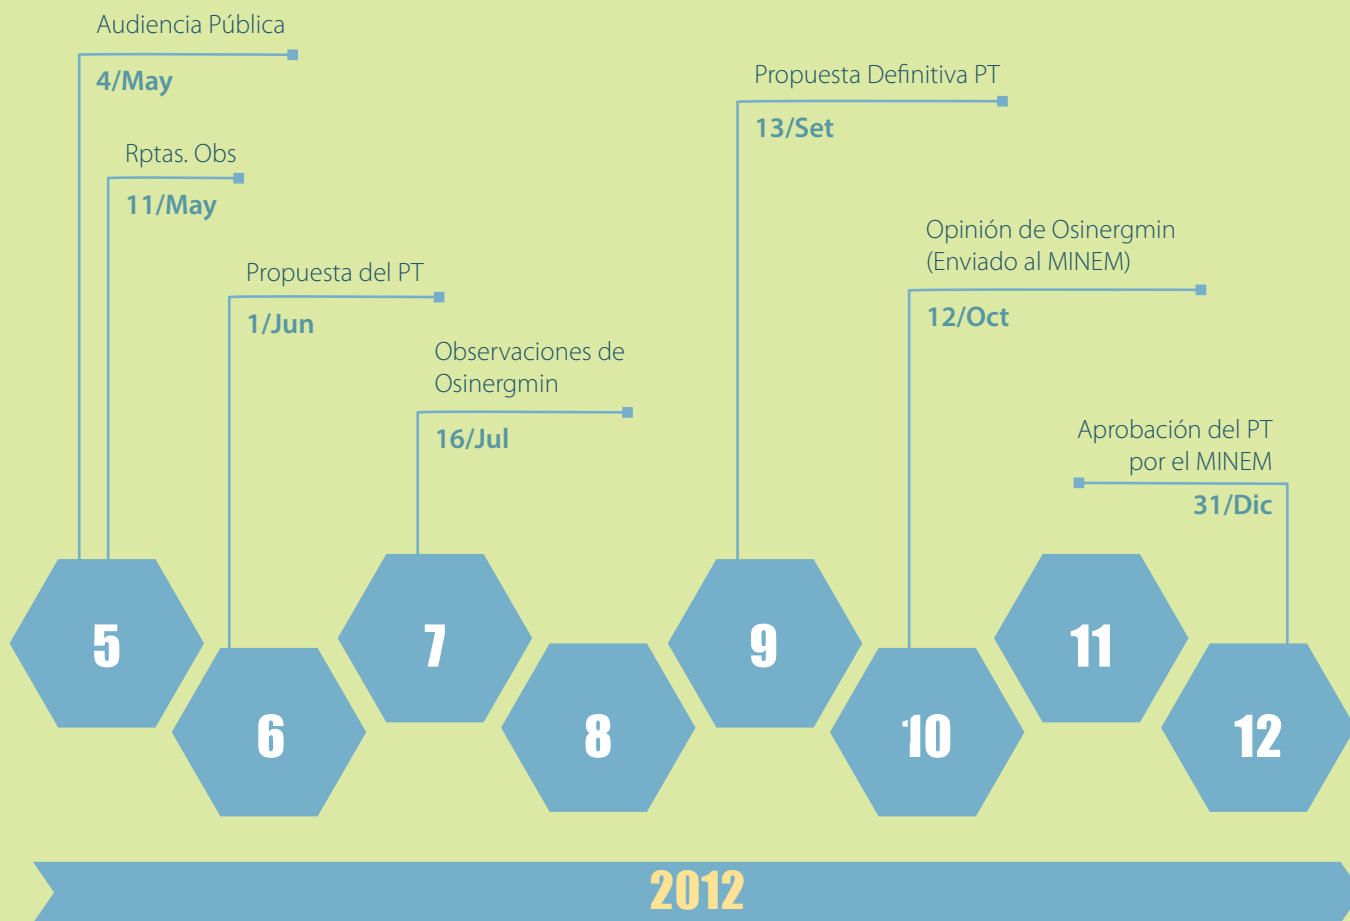 Audiencia Pública
4/May
Rptas. Obs
11/May
Propuesta del PT
1/Jun
Observaciones de
Osinergmin
16/Jul
Propuesta Definitiva PT
13/Set
Opinión de Osinergmin
(Enviado al MINEM)
12/Oct
Aprobación del PT
por el MINEM
31/Dic
5
6
7
8
9
10
11
12
2012